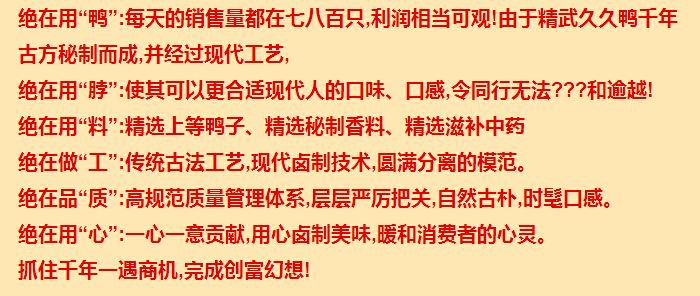 绝在用“鸭”:每天的销售量都在七八百只,利润相当可观!由于精武久久鸭千年
古方秘制而成,并经过现代工艺,
绝在用“脖”:使其可以更合适现代人的口味、口感,令同行无法???和逾越!
绝在用“料”:精选上等鸭子、精选秘制香料、精选滋补中药
绝在做“工”:传统古法工艺,现代卤制技术,圆满分离的模范。
绝在品“质”:高规范质量管理体系,层层严厉把关,自然古朴,时髦口感。
绝在用“心”:一心一意贡献,用心卤制美味,暖和消费者的心灵。
抓住千年一遇商机,完成创富幻想!